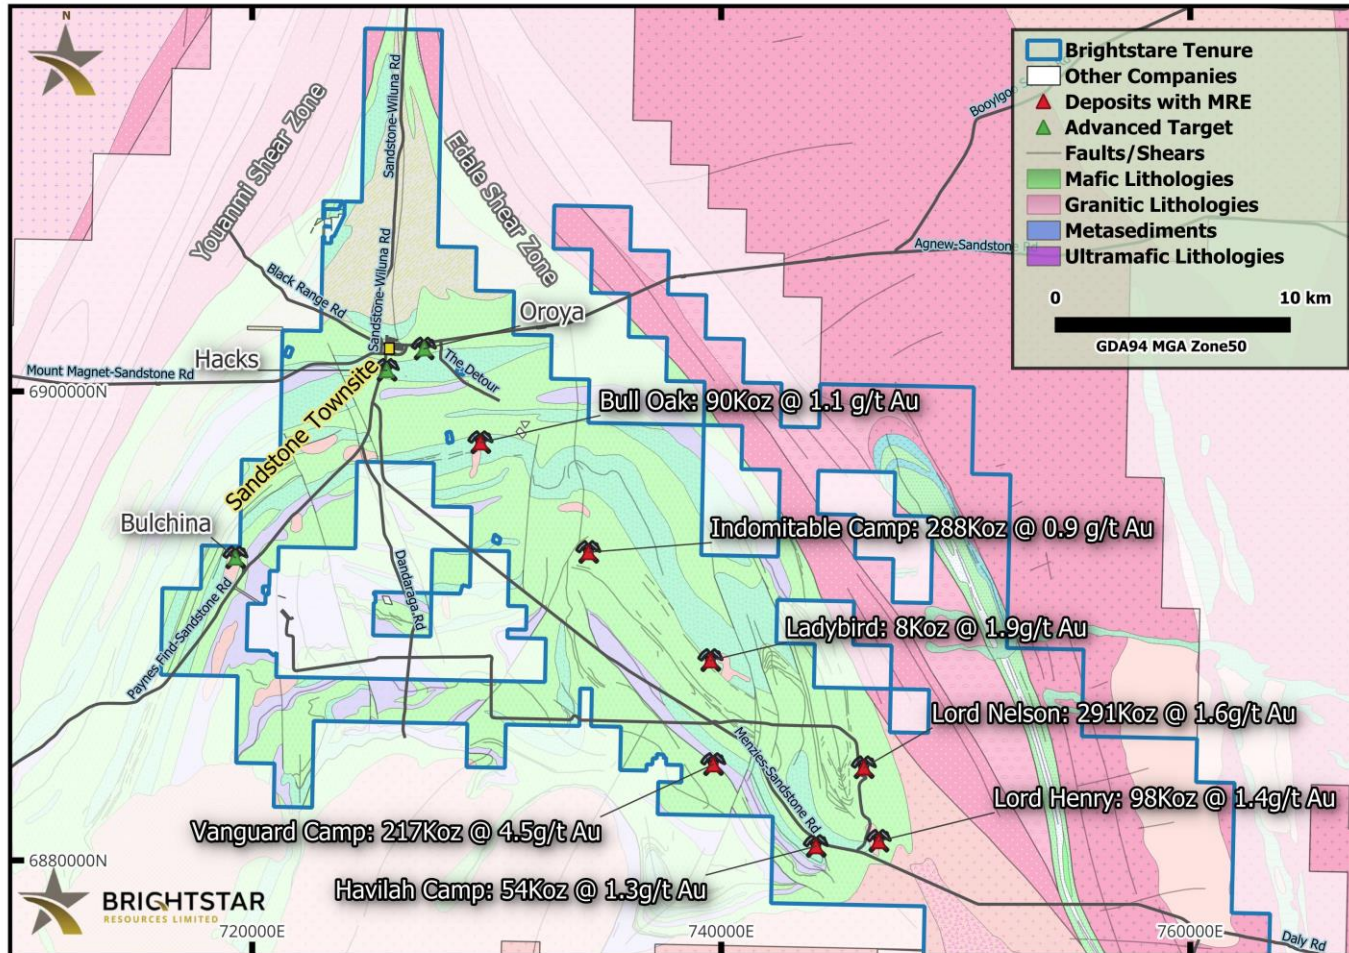 N
Brightstare Tenure
Other Companies
Deposits with MRE
Advanced Target
Faults/Shears
Mafic Lithologies
Granitic Lithologies
Metasediments
Ultramafic Lithologies
0 10 km
GDA94 MGA Zone50
Youanmi Shear Zone
Sandstone-Wiluna Rd
Edale Shear Zone
Agnew-Sandstone Rd
Black Range Rd
Sandstone-Wiluna Rd
Oroya
Hacks
Mount Magnet-Sandstone Rd
The Detour
6900000N
Sandstone Townsite
Bull Oak: 90Koz @ 1.1 g/t Au
Bulchina
Indomitable Camp: 288Koz @ 0.9 g/t Au
Dandaraga Rd
Paynes Find-Sandstone Rd
Ladybird: 8Koz @ 1.9g/t Au
Lord Nelson: 291Koz @ 1.6g/t Au
Menzies-Sandstone Rd
Lord Henry: 98Koz @ 1.4g/t Au
Vanguard Camp: 217Koz @ 4.5g/t Au
6880000N
Havilah Camp: 54Koz @ 1.3g/t Au
BRIGHTSTAR
RESOURCES LIMITED
720000E
740000E
760000E
Daly Rd